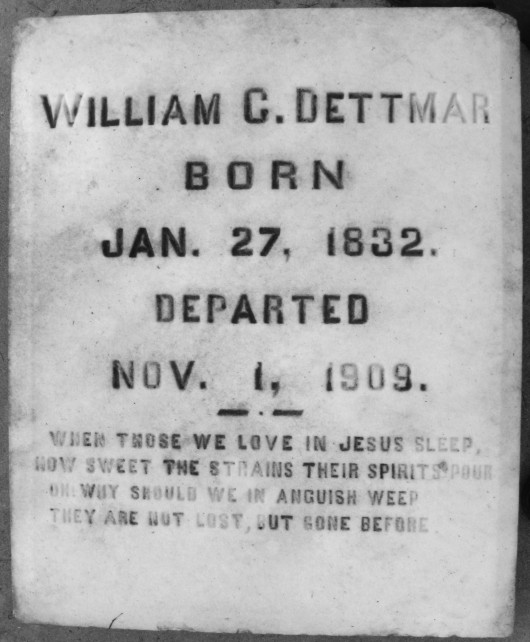 WILLIAM C. DETTMAR
BORN
JAN. 27, 1832.
DEPARTED
NOV. 1, 1909.
WHEN THOSE WE LOVE IN JESUS SLEEP,
HOW SWEET THE STRAINS THEIR SPIRITS POUR
OH WHY SHOULD WE IN ANGUISH WEEP
THEY ARE NOT LOST, BUT GONE BEFORE